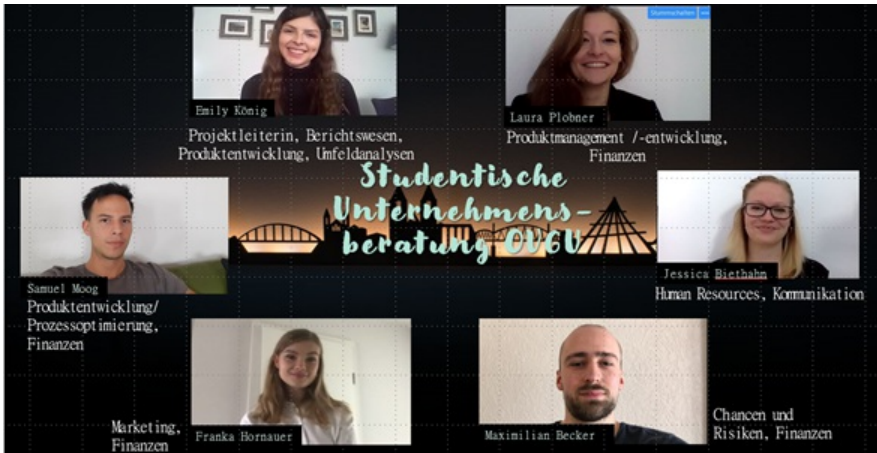 Stummschalten ...
Emily König
Projektleiterin, Berichtswesen,
Produktentwicklung, Umfeldanalysen
Laura Plobner
Produktmanagement /-entwicklung,
Finanzen
Studentische
Unternehmens-
beratung OVGU
Samuel Moog
Produktentwicklung/
Prozessoptimierung,
Finanzen
Jessica Biethahn
Human Resources, Kommunikation
Marketing,
Finanzen
Franka Hornauer
Maximilian Becker
Chancen und
Risiken, Finanzen